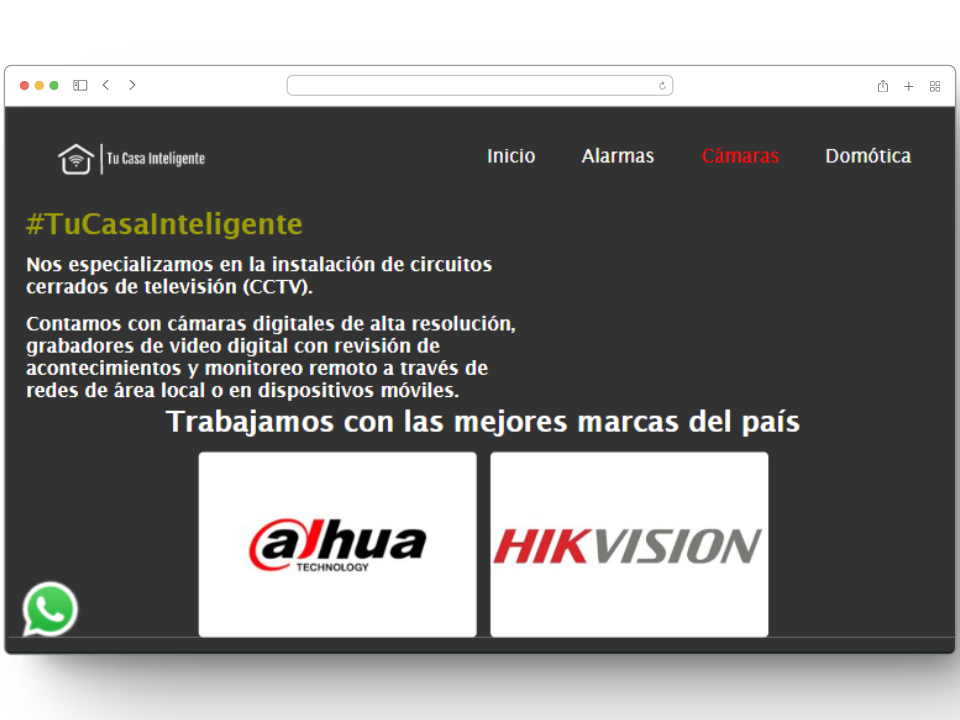 Tu Casa Inteligente
Inicio Alarmas Cámaras Domótica
#TuCasaInteligente
Nos especializamos en la instalación de circuitos
cerrados de televisión (CCTV).
Contamos con cámaras digitales de alta resolución,
grabadores de video digital con revisión de
acontecimientos y monitoreo remoto a través de
redes de área local o en dispositivos móviles.
Trabajamos con las mejores marcas del país
alhua
TECHNOLOGY
HIKVISION